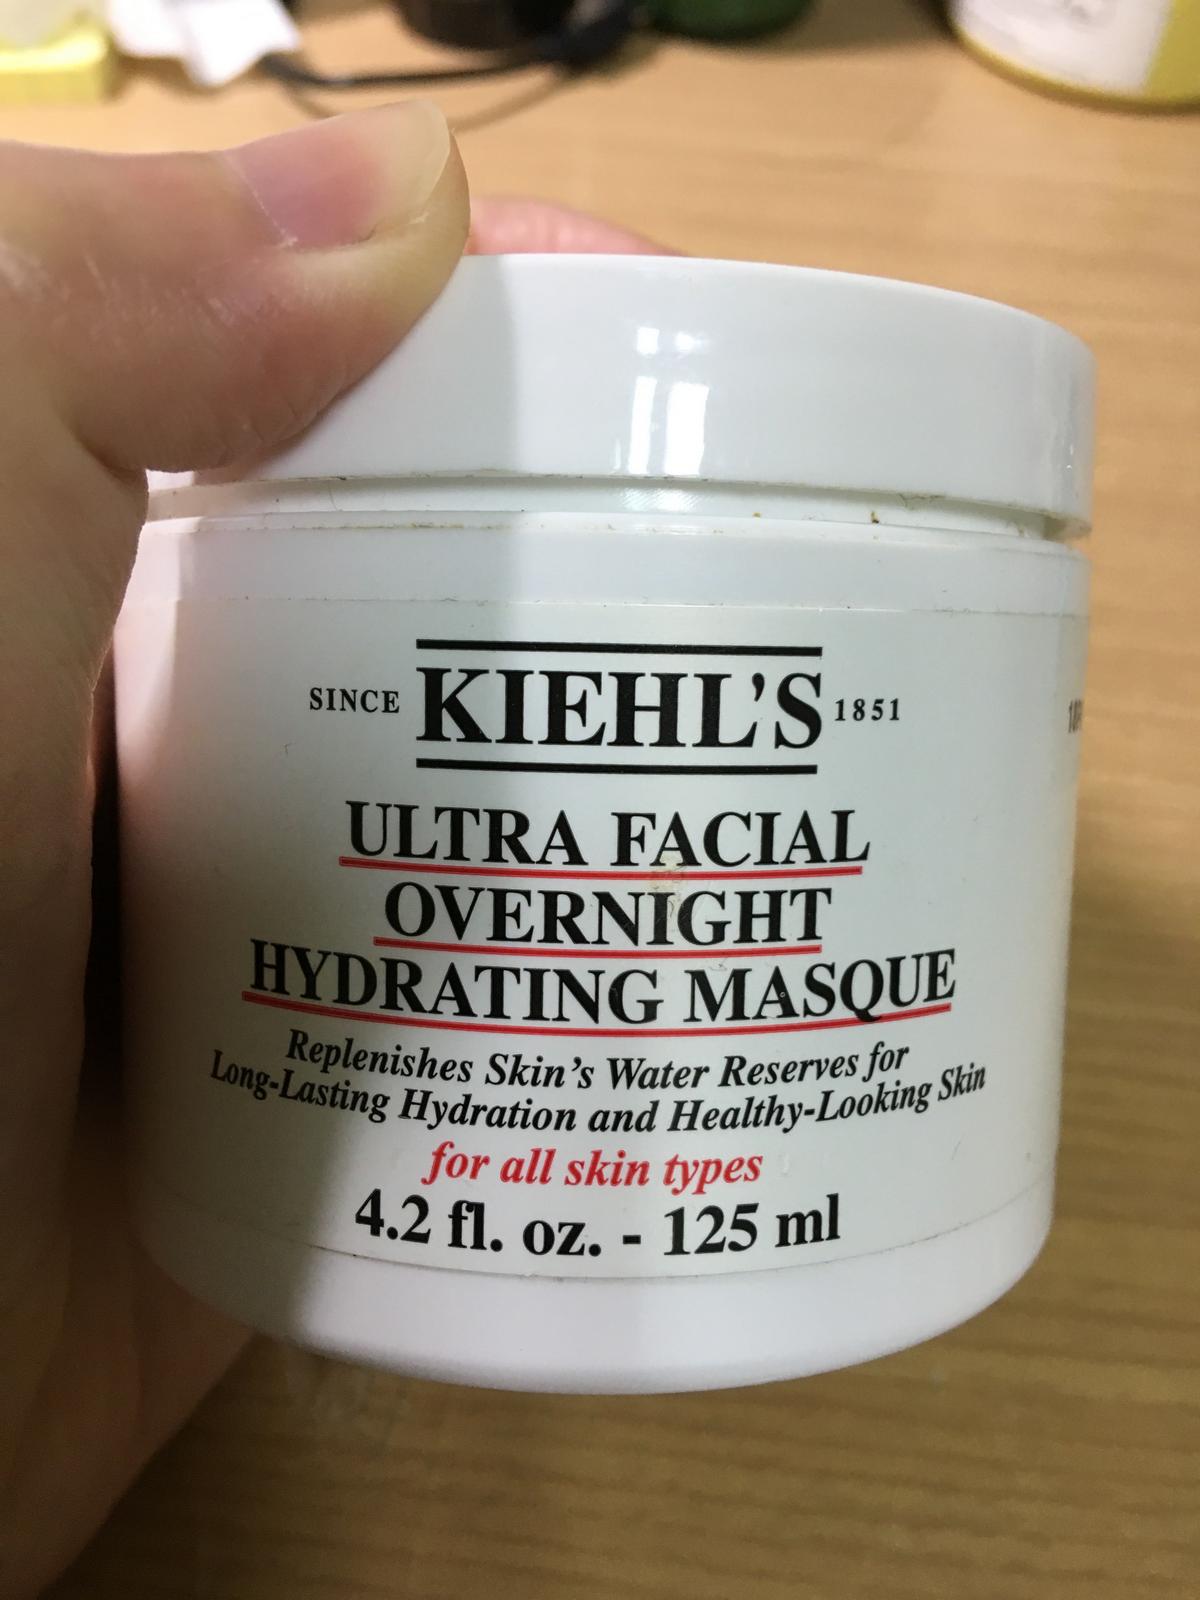 SINCE KIEHL'S 1851
ULTRA FACIAL
OVERNIGHT
HYDRATING MASQUE
Replenishes Skin's Water Reserves for
Long-Lasting Hydration and Healthy-Looking Skin
for all skin types
4.2 fl. oz. - 125 ml